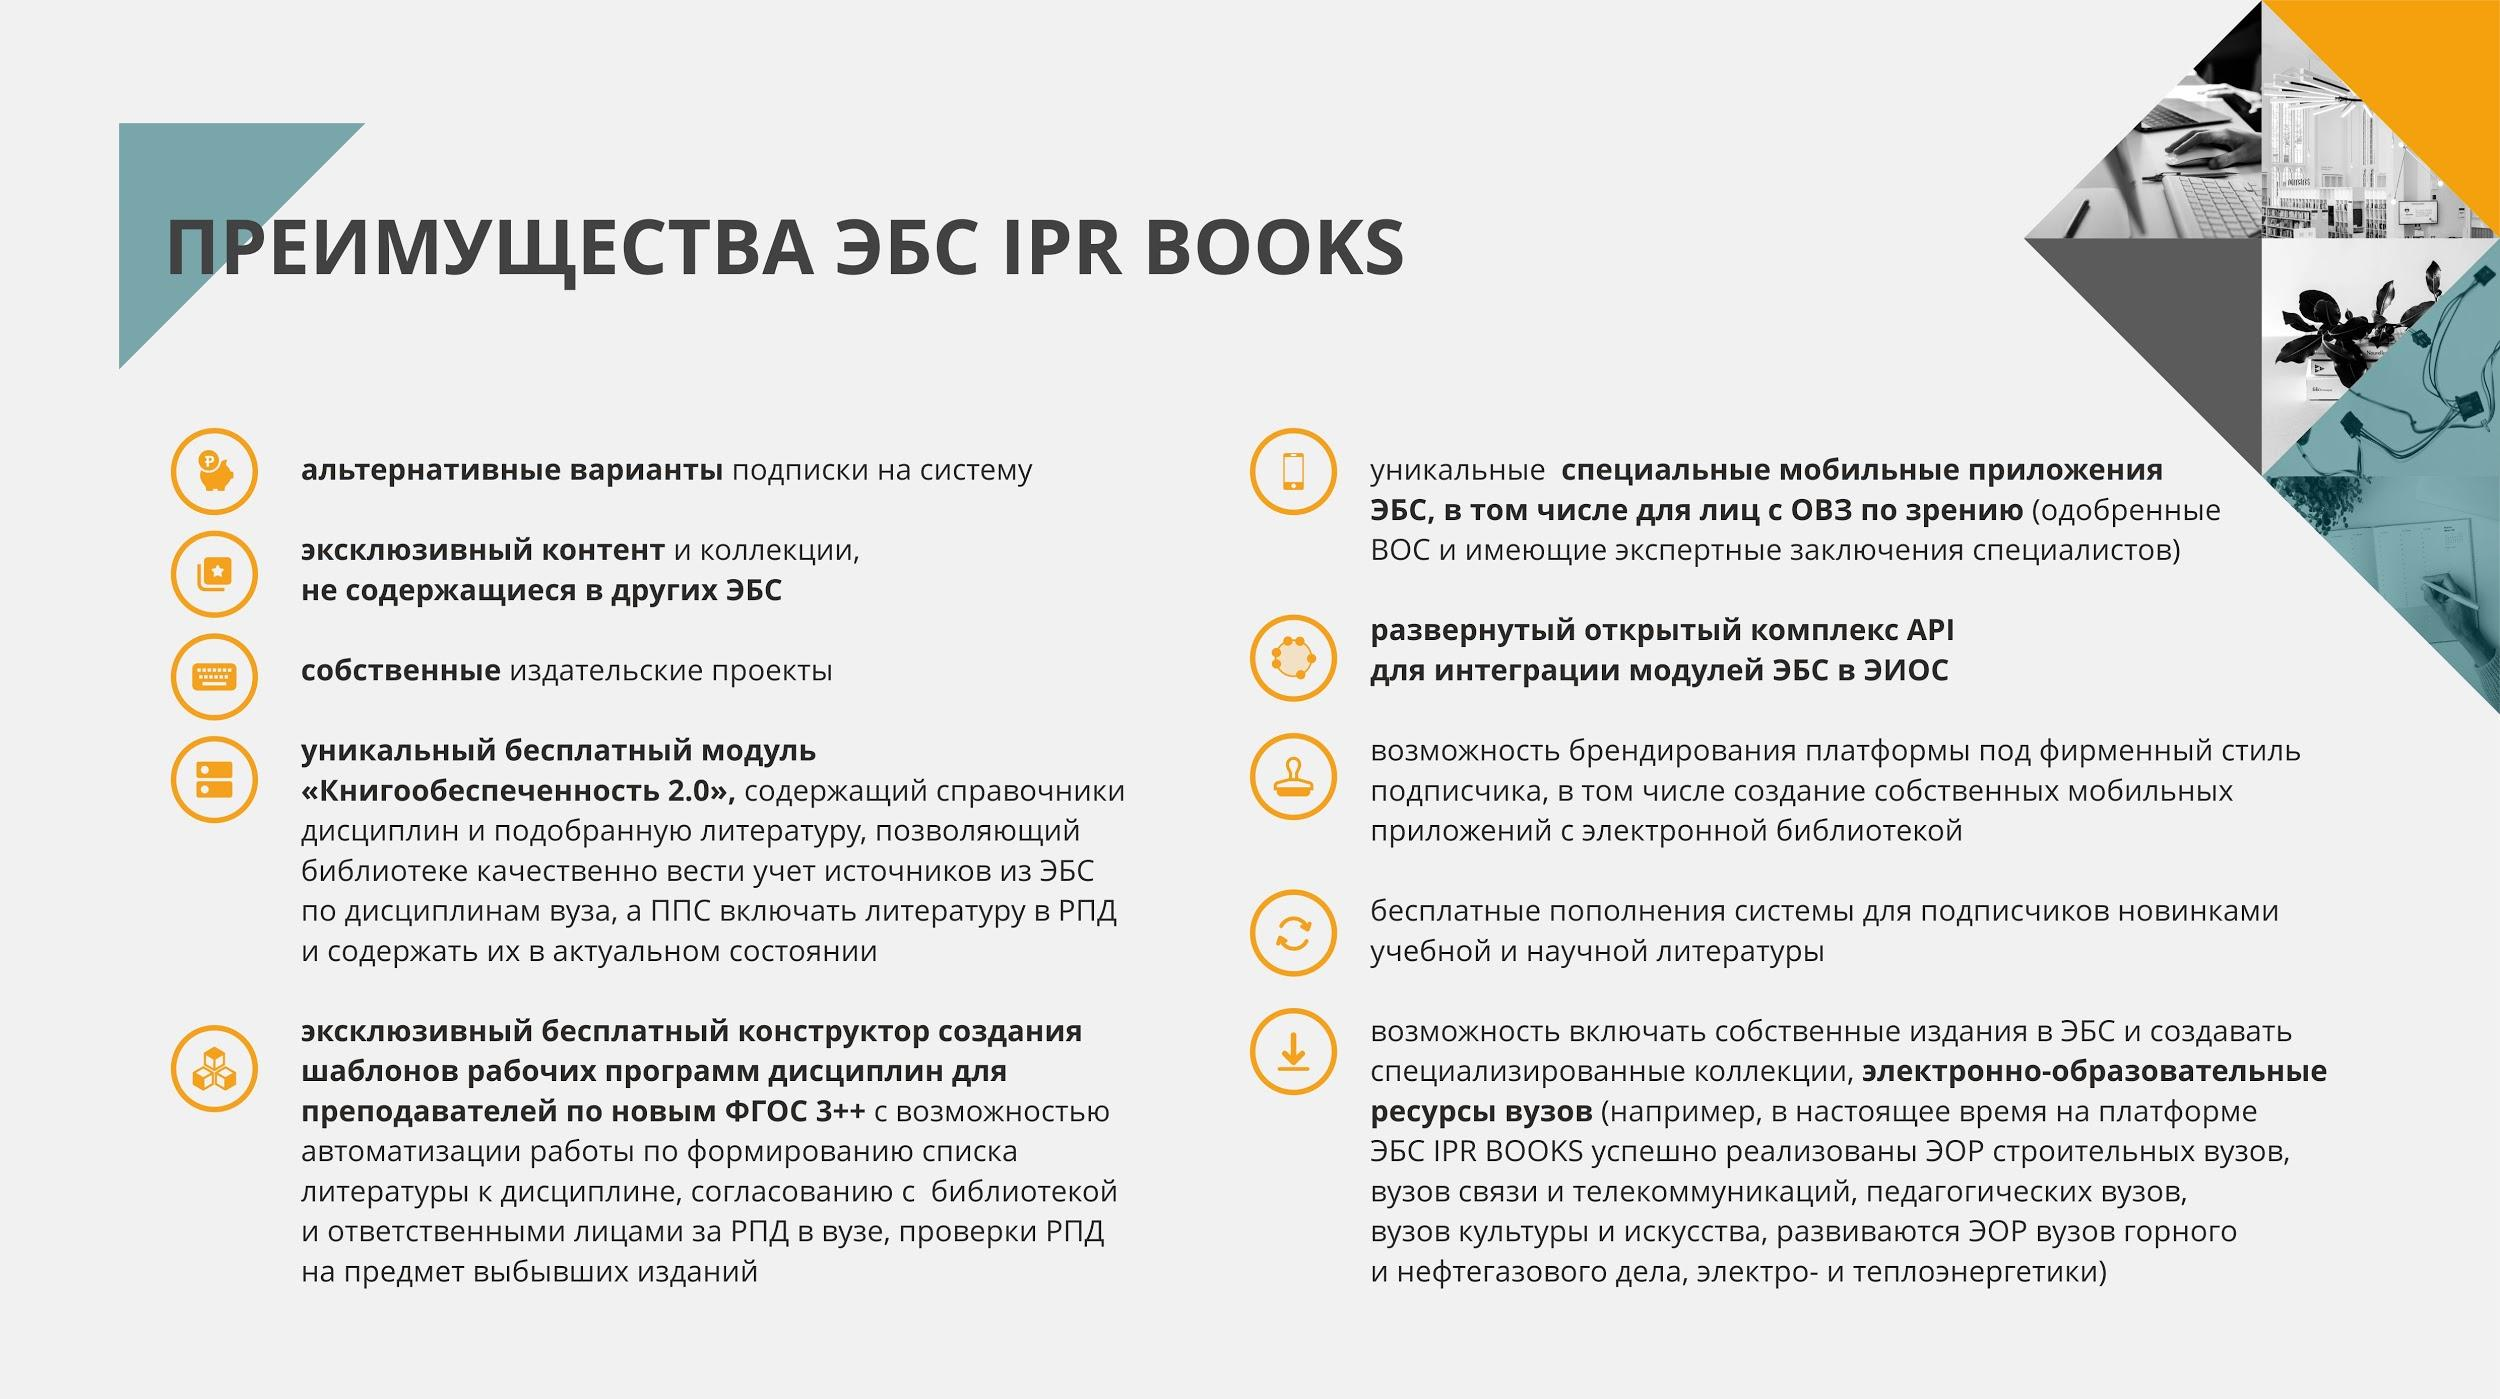 ПРЕИМУЩЕСТВА ЭБС IPR BOOKS
альтернативные варианты подписки на систему
эксклюзивный контент и коллекции,
не содержащиеся в других ЭБС
собственные издательские проекты
уникальный бесплатный модуль
«Книгообеспеченность 2.0», содержащий справочники
дисциплин и подобранную литературу, позволяющий
библиотеке качественно вести учет источников из ЭБС
по дисциплинам вуза, а ППС включать литературу в РПД
и содержать их в актуальном состоянии
эксклюзивный бесплатный конструктор создания
шаблонов рабочих программ дисциплин для
преподавателей по новым ФГОС 3++ с возможностью
автоматизации работы по формированию списка
литературы к дисциплине, согласованию с библиотекой
и ответственными лицами за РПД в вузе, проверки РПД
на предмет выбывших изданий
уникальные специальные мобильные приложения
ЭБС, в том числе для лиц с ОВЗ по зрению (одобренные
ВОС и имеющие экспертные заключения специалистов)
развернутый открытый комплекс API
для интеграции модулей ЭБС в ЭИОС
возможность брендирования платформы под фирменный стиль
подписчика, в том числе создание собственных мобильных
приложений с электронной библиотекой
бесплатные пополнения системы для подписчиков новинками
учебной и научной литературы
возможность включать собственные издания в ЭБС и создавать
специализированные коллекции, электронно-образовательные
ресурсы вузов (например, в настоящее время на платформе
ЭБС IPR BOOKS успешно реализованы ЭОР строительных вузов,
вузов связи и телекоммуникаций, педагогических вузов,
вузов культуры и искусства, развиваются ЭОР вузов горного
и нефтегазового дела, электро- и теплоэнергетики)